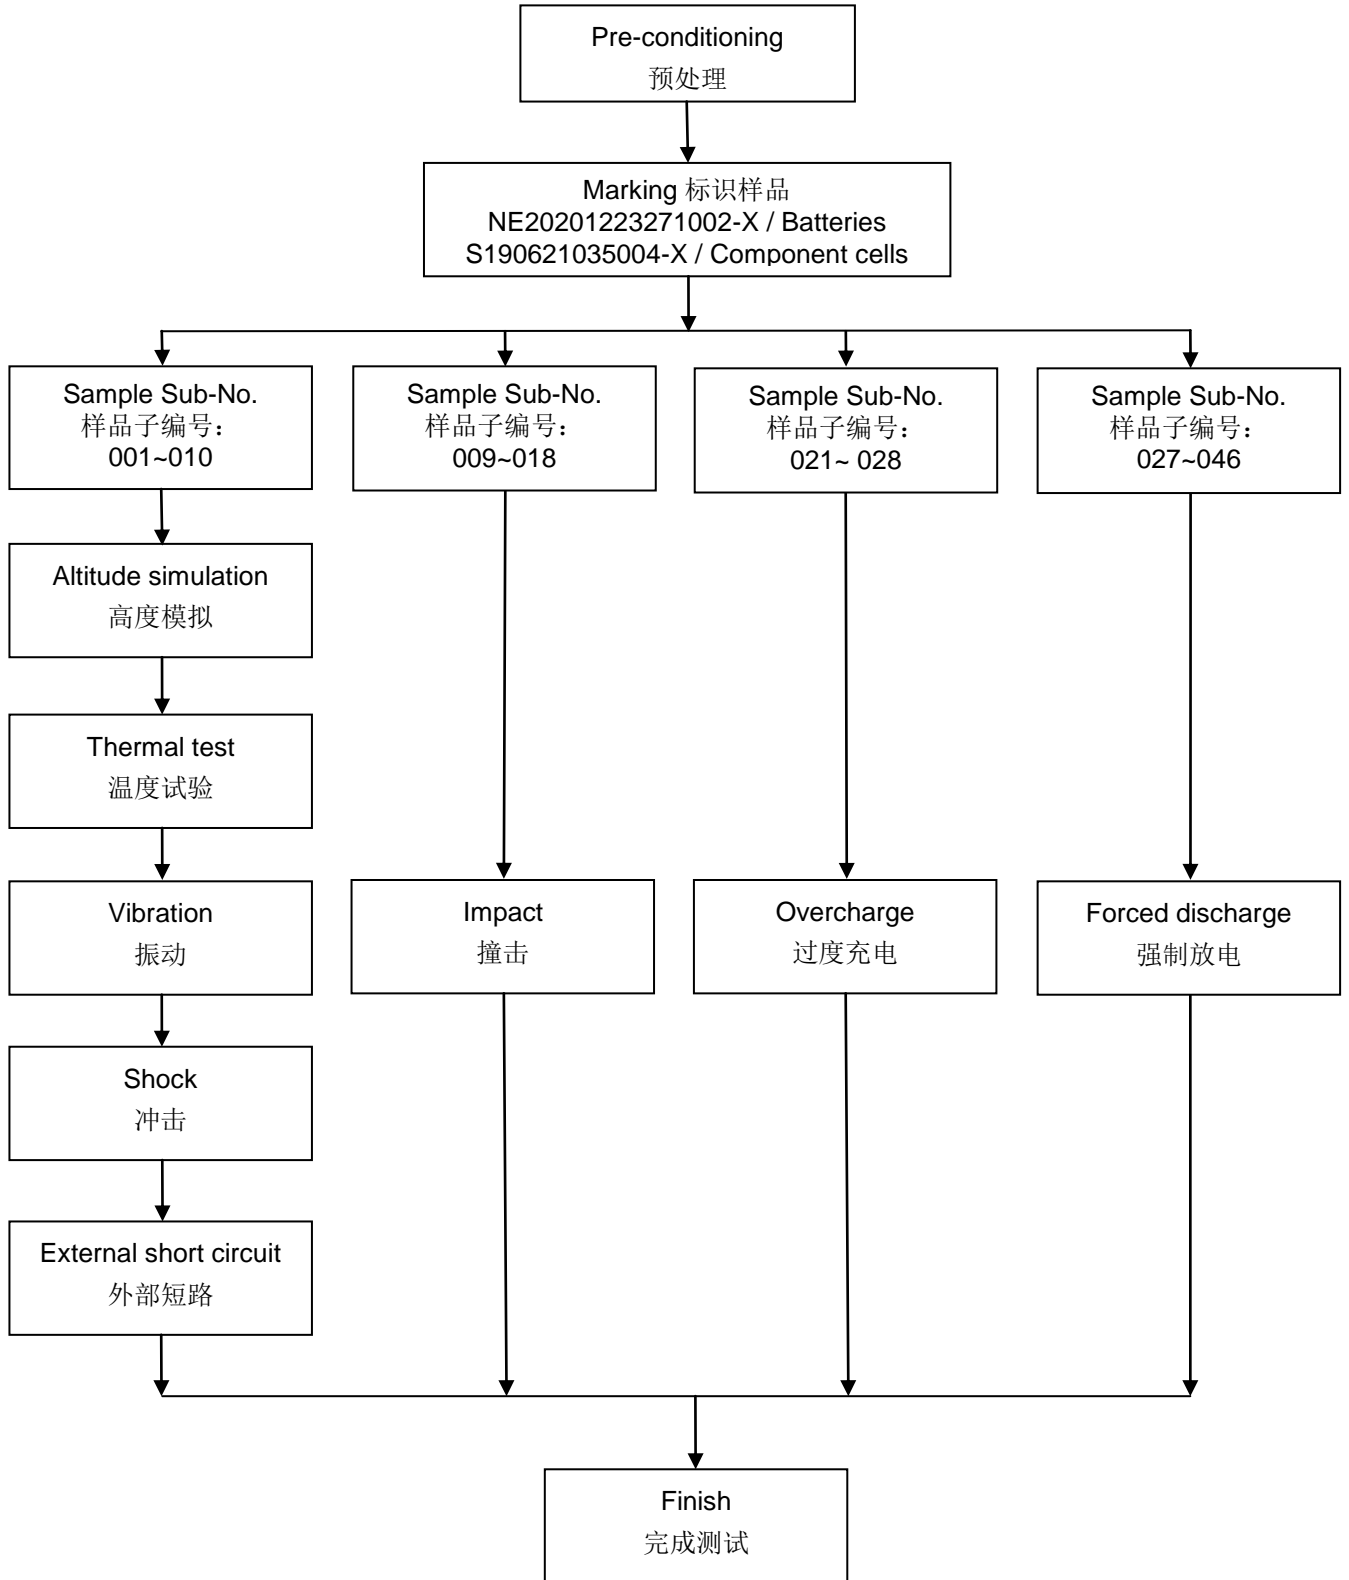 Pre-conditioning
预处理
Marking 标识样品
NE20201223271002-X / Batteries
S190621035004-X / Component cells
Sample Sub-No.
样品子编号：
001~010
Sample Sub-No.
样品子编号：
009~018
Sample Sub-No.
样品子编号：
021~ 028
Sample Sub-No.
样品子编号：
027~046
Altitude simulation
高度模拟
Thermal test
温度试验
Vibration
振动
Impact
撞击
Overcharge
过度充电
Forced discharge
强制放电
Shock
冲击
External short circuit
外部短路
Finish
完成测试